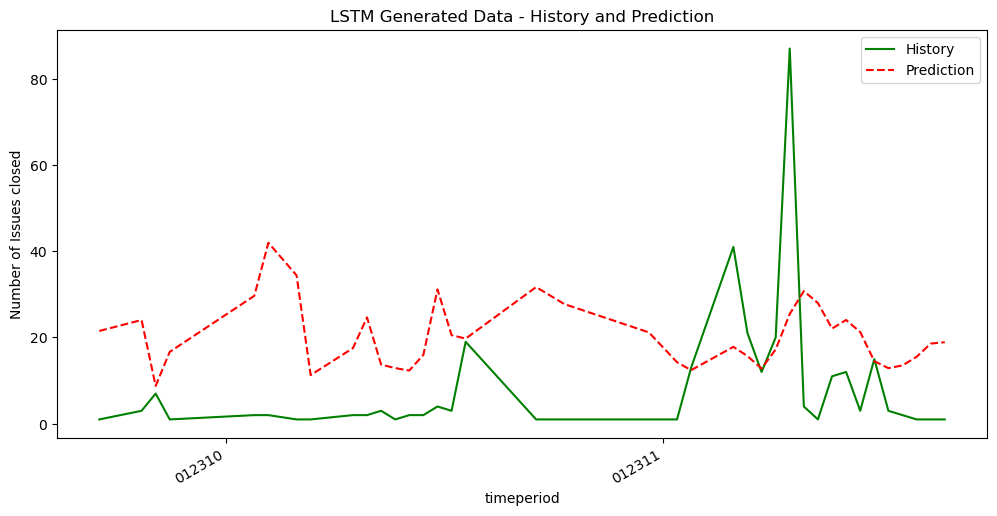 LSTM Generated Data - History and Prediction
History
Prediction
Number of Issues closed
80
60
40
20
0
012310
012311
timeperiod